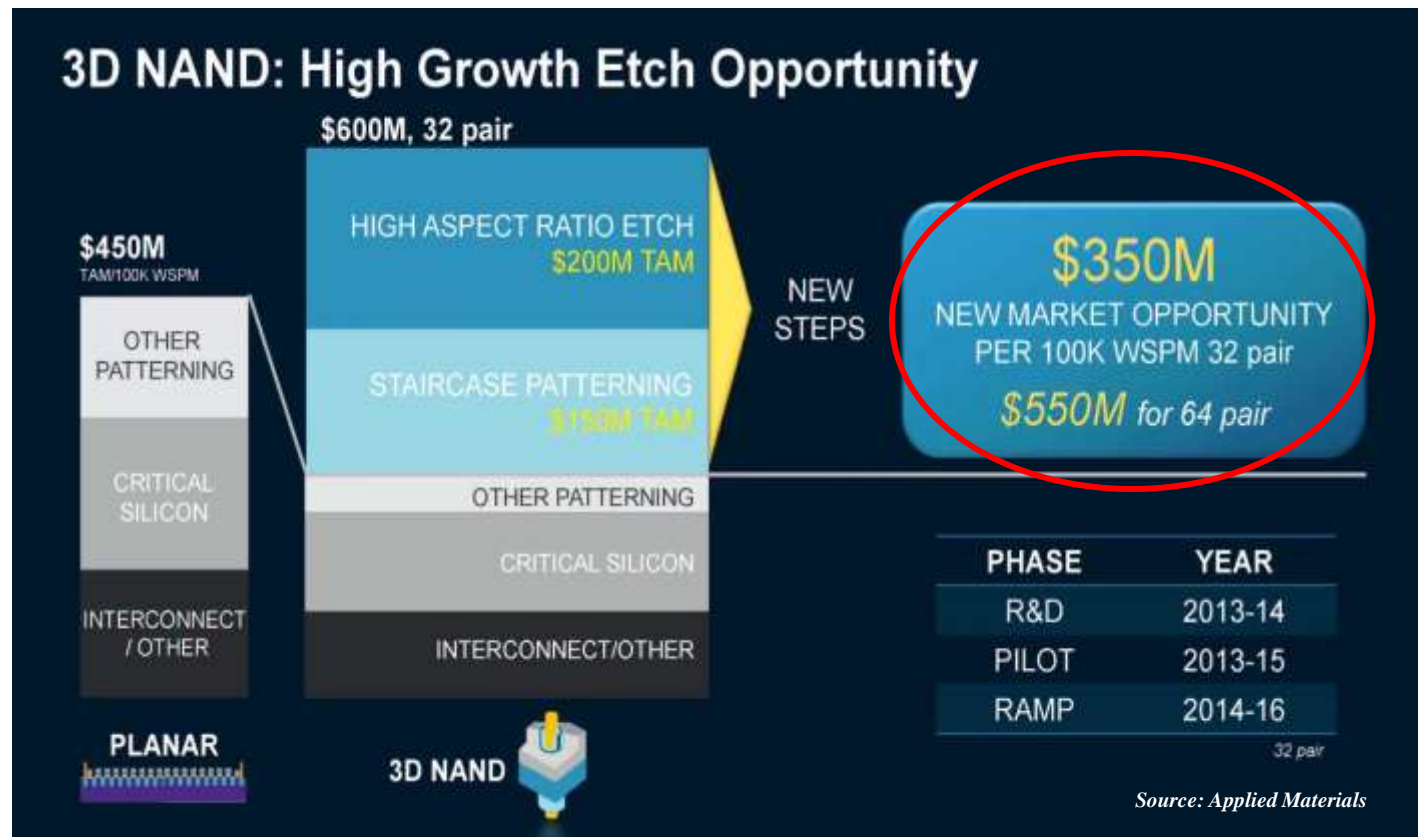 3D NAND: High Growth Etch Opportunity
$600M, 32 pair
$450M
TAM/100K WSPM
OTHER
PATTERNING
CRITICAL
SILICON
INTERCONNECT
/ OTHER
PLANAR
HIGH ASPECT RATIO ETCH
$200M TAM
STAIRCASE PATTERNING
$150M TAM
OTHER PATTERNING
CRITICAL SILICON
INTERCONNECT/OTHER
3D NAND
NEW
STEPS
$350M
NEW MARKET OPPORTUNITY
PER 100K WSPM 32 pair
$550M for 64 pair
PHASE YEAR
R&D 2013-14
PILOT 2013-15
RAMP 2014-16
32 pair
Source: Applied Materials